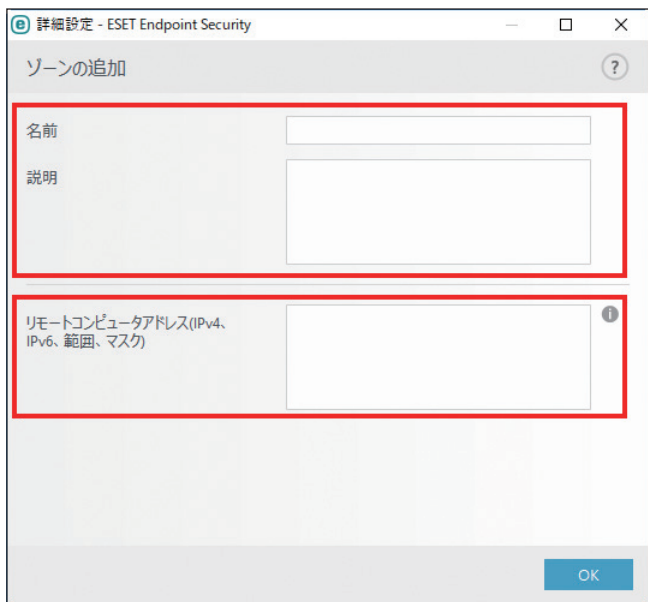 詳細設定 - ESET Endpoint Security
ゾーンの追加
?
名前
説明
リモートコンピュータアドレス(IPv4、
IPv6、範囲、マスク)
i
OK